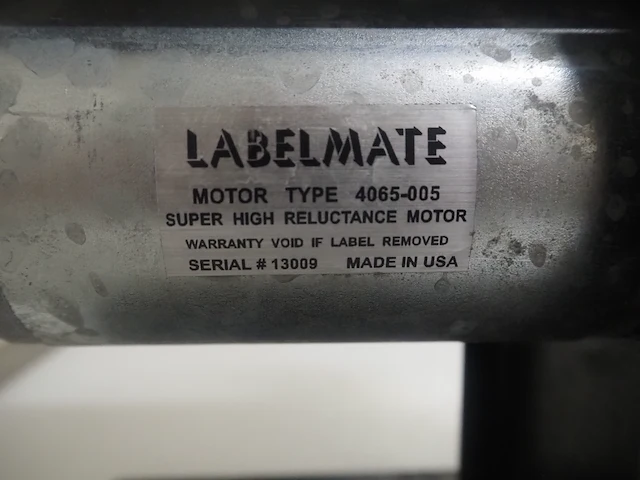 LABELMATE
MOTOR TYPE 4065-005
SUPER HIGH RELUCTANCE MOTOR
WARRANTY VOID IF LABEL REMOVED
SERIAL # 13009 MADE IN USA